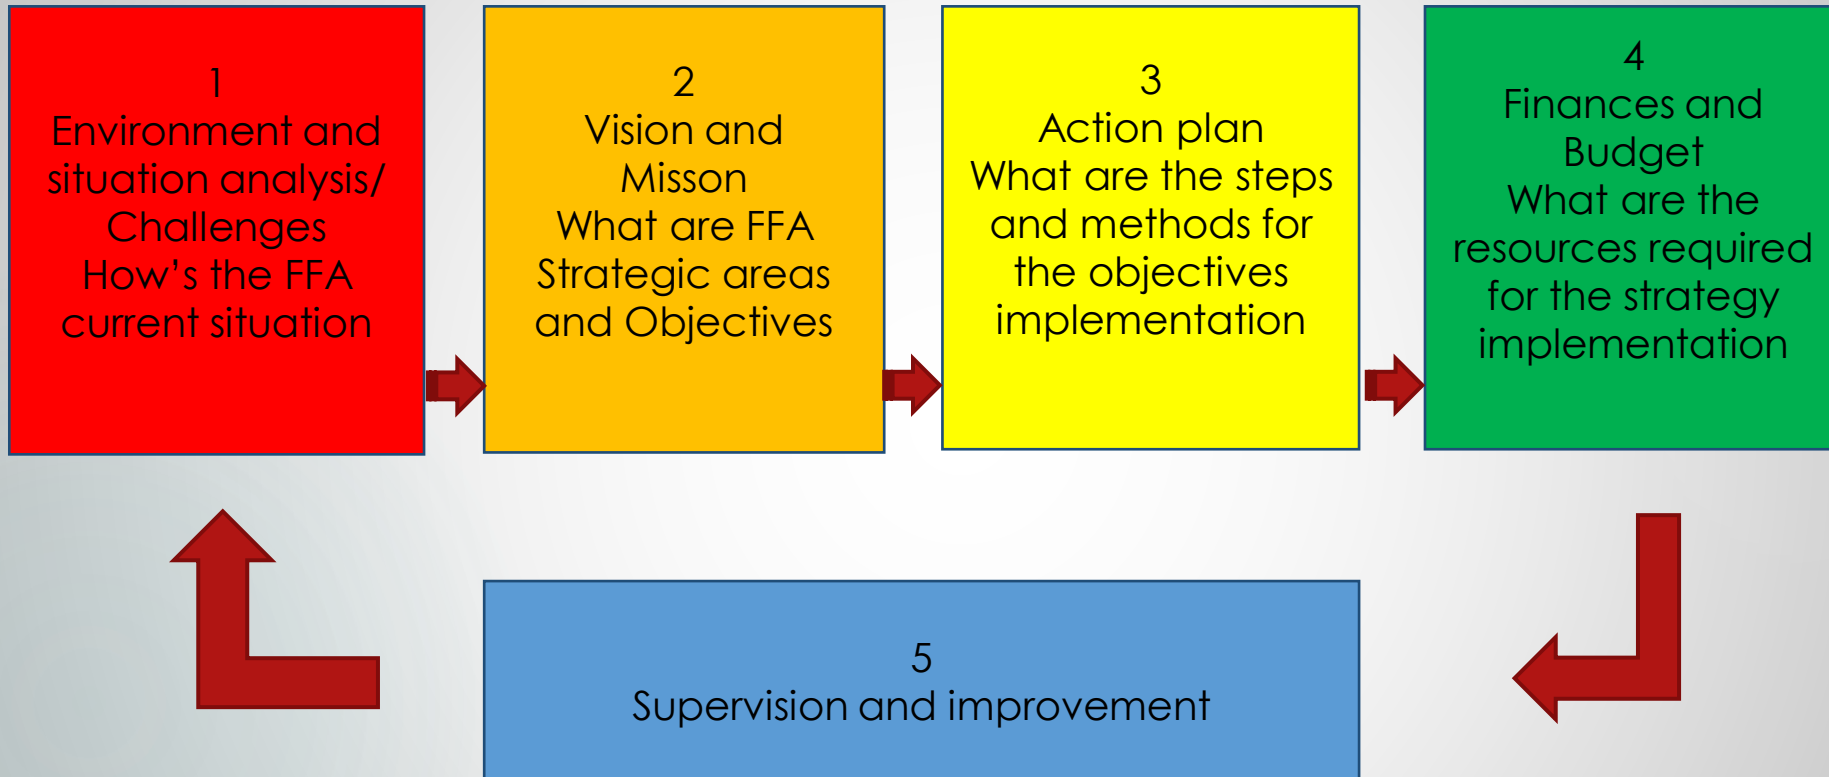 1
Environment and
situation analysis/
Challenges
How’s the FFA
current situation
2
Vision and
Misson
What are FFA
Strategic areas
and Objectives
3
Action plan
What are the steps
and methods for
the objectives
implementation
4
Finances and
Budget
What are the
resources required
for the strategy
implementation
5
Supervision and improvement